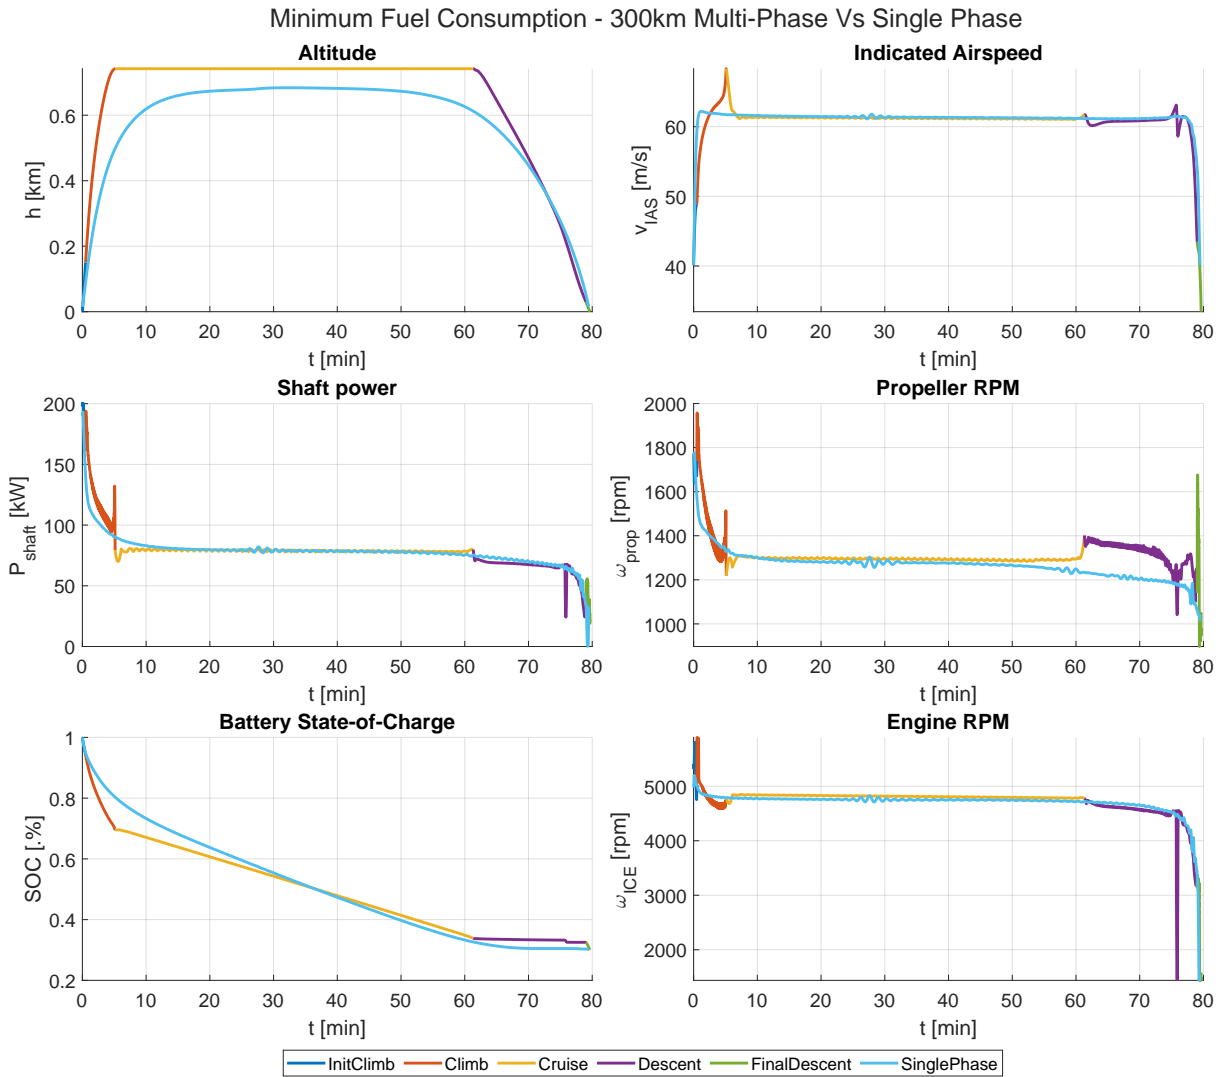 Minimum Fuel Consumption - 300km Multi-Phase Vs Single Phase
Altitude
h [km]
0.6
0.4
0.2
0
0 10 20 30 40 50 60 70 80
t [min]
Indicated Airspeed
v_IAS [m/s]
60
50
40
0 10 20 30 40 50 60 70 80
t [min]
Shaft power
P_shaft [kW]
200
150
100
50
0
0 10 20 30 40 50 60 70 80
t [min]
Propeller RPM
ω_prop [rpm]
2000
1800
1600
1400
1200
1000
0 10 20 30 40 50 60 70 80
t [min]
Battery State-of-Charge
SOC [.%]
1
0.8
0.6
0.4
0.2
0 10 20 30 40 50 60 70 80
t [min]
Engine RPM
ω_ICE [rpm]
5000
4000
3000
2000
0 10 20 30 40 50 60 70 80
t [min]
InitClimb Climb Cruise Descent FinalDescent SinglePhase